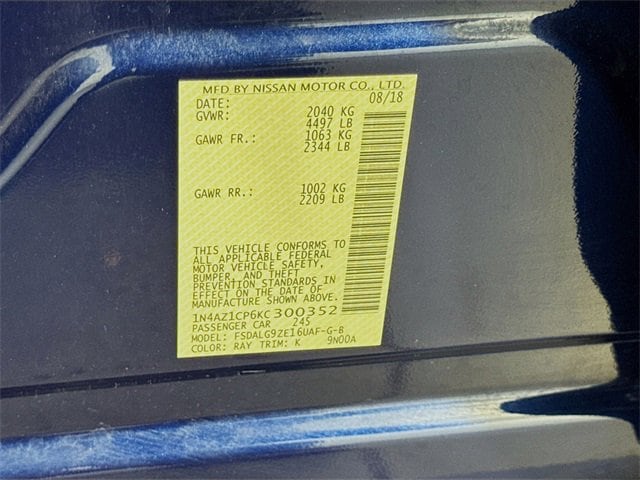 MFD BY NISSAN MOTOR CO., LTD.
DATE: 08/18
GVWR: 2040 KG
4497 LB
GAWR FR.: 1063 KG
2344 LB
GAWR RR.: 1002 KG
2209 LB
THIS VEHICLE CONFORMS TO
ALL APPLICABLE FEDERAL
MOTOR VEHICLE SAFETY,
BUMPER, AND THEFT
PREVENTION STANDARDS IN
EFFECT ON THE DATE OF
MANUFACTURE SHOWN ABOVE.
1N4AZ1CP6KC300352
PASSENGER CAR 245
MODEL: FSDALG9ZE16UAF-G-B
COLOR: RAY TRIM: K 9N00A